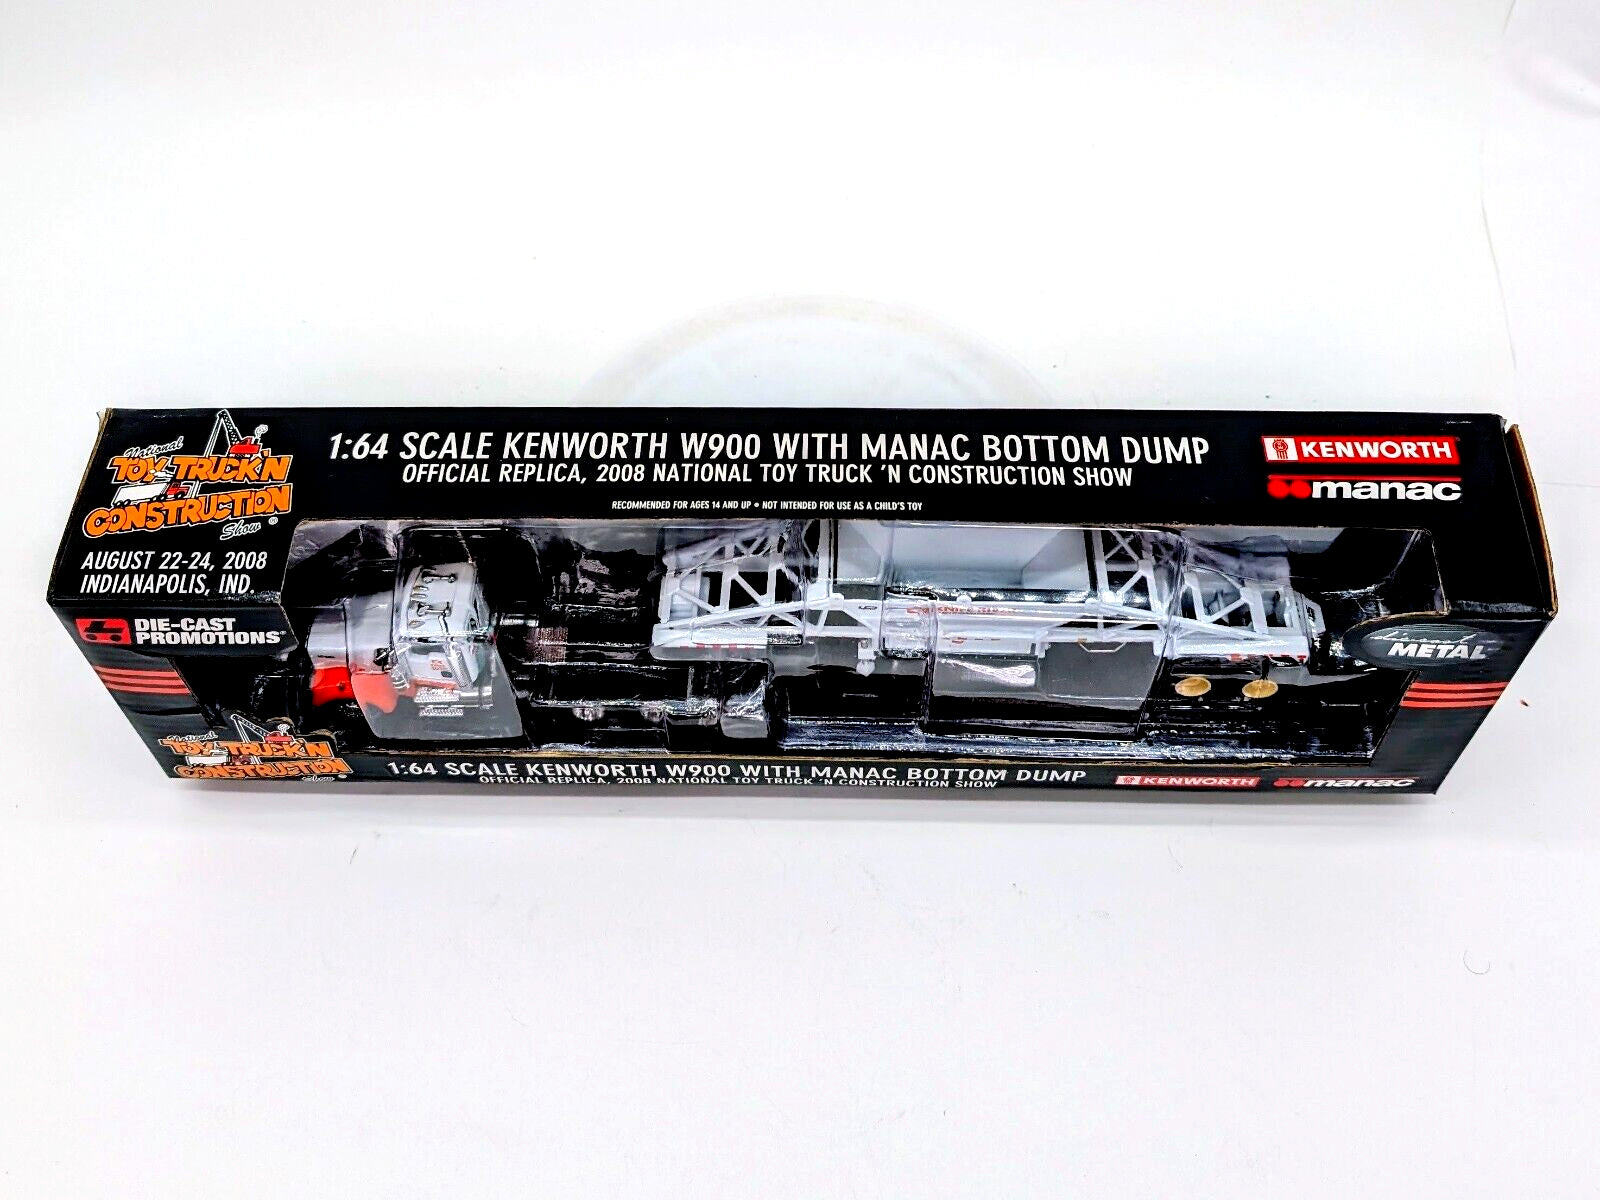 National
TOY TRUCK'N
CONSTRUCTION
Show ®
AUGUST 22-24, 2008
INDIANAPOLIS, IND.
1:64 SCALE KENWORTH W900 WITH MANAC BOTTOM DUMP
OFFICIAL REPLICA, 2008 NATIONAL TOY TRUCK 'N CONSTRUCTION SHOW
RECOMMENDED FOR AGES 14 AND UP • NOT INTENDED FOR USE AS A CHILD'S TOY
KENWORTH
manac
DIE-CAST
PROMOTIONS®
METAL
National
TOY TRUCK'N
CONSTRUCTION
Show ®
1:64 SCALE KENWORTH W900 WITH MANAC BOTTOM DUMP
OFFICIAL REPLICA, 2008 NATIONAL TOY TRUCK 'N CONSTRUCTION SHOW
KENWORTH
manac